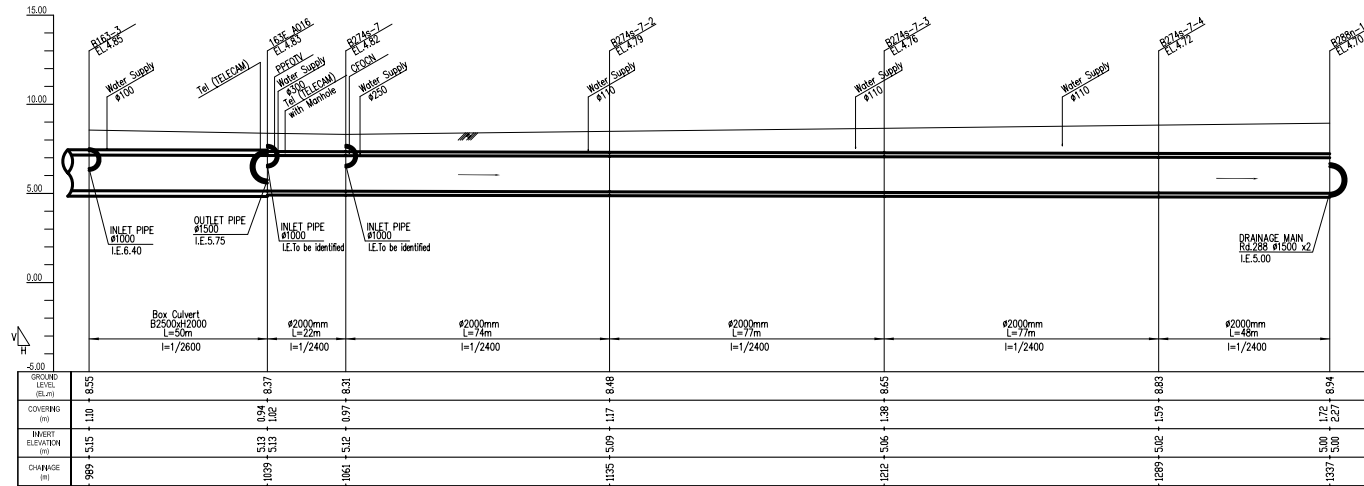 15.00
10.00
5.00
0.00
-5.00
V
H
B163-3
EL.4.85
Water Supply
ø100
Tel (TELECAM)
163E_A016
EL.4.83
PPFOTV
Water Supply
ø300
Tel (TELECAM)
with Manhole
B274s-7
EL.4.82
CFOCN
Water Supply
ø250
B274s-7-2
EL.4.79
Water Supply
ø110
B274s-7-3
EL.4.76
Water Supply
ø110
B274s-7-4
EL.4.72
Water Supply
ø110
B288n-1
EL.4.70
INLET PIPE
ø1000
I.E.6.40
OUTLET PIPE
ø1500
I.E.5.75
INLET PIPE
ø1000
I.E.To be identified
INLET PIPE
ø1000
I.E.To be identified
DRAINAGE MAIN
Rd.288 ø1500 x2
I.E.5.00
Box Culvert
B2500xH2000
L=50m
I=1/2600
ø2000mm
L=22m
I=1/2400
ø2000mm
L=74m
I=1/2400
ø2000mm
L=77m
I=1/2400
ø2000mm
L=77m
I=1/2400
ø2000mm
L=48m
I=1/2400
GROUND
LEVEL
(EL.m)
8.55 8.37 8.31 8.48 8.65 8.83 8.94
COVERING
(m)
1.10 0.94 1.02 0.97 1.17 1.38 1.59 1.72 2.27
INVERT
ELEVATION
(m)
5.15 5.13 5.13 5.12 5.09 5.06 5.02 5.00 5.00
CHAINAGE
(m)
989 1039 1061 1135 1212 1289 1337